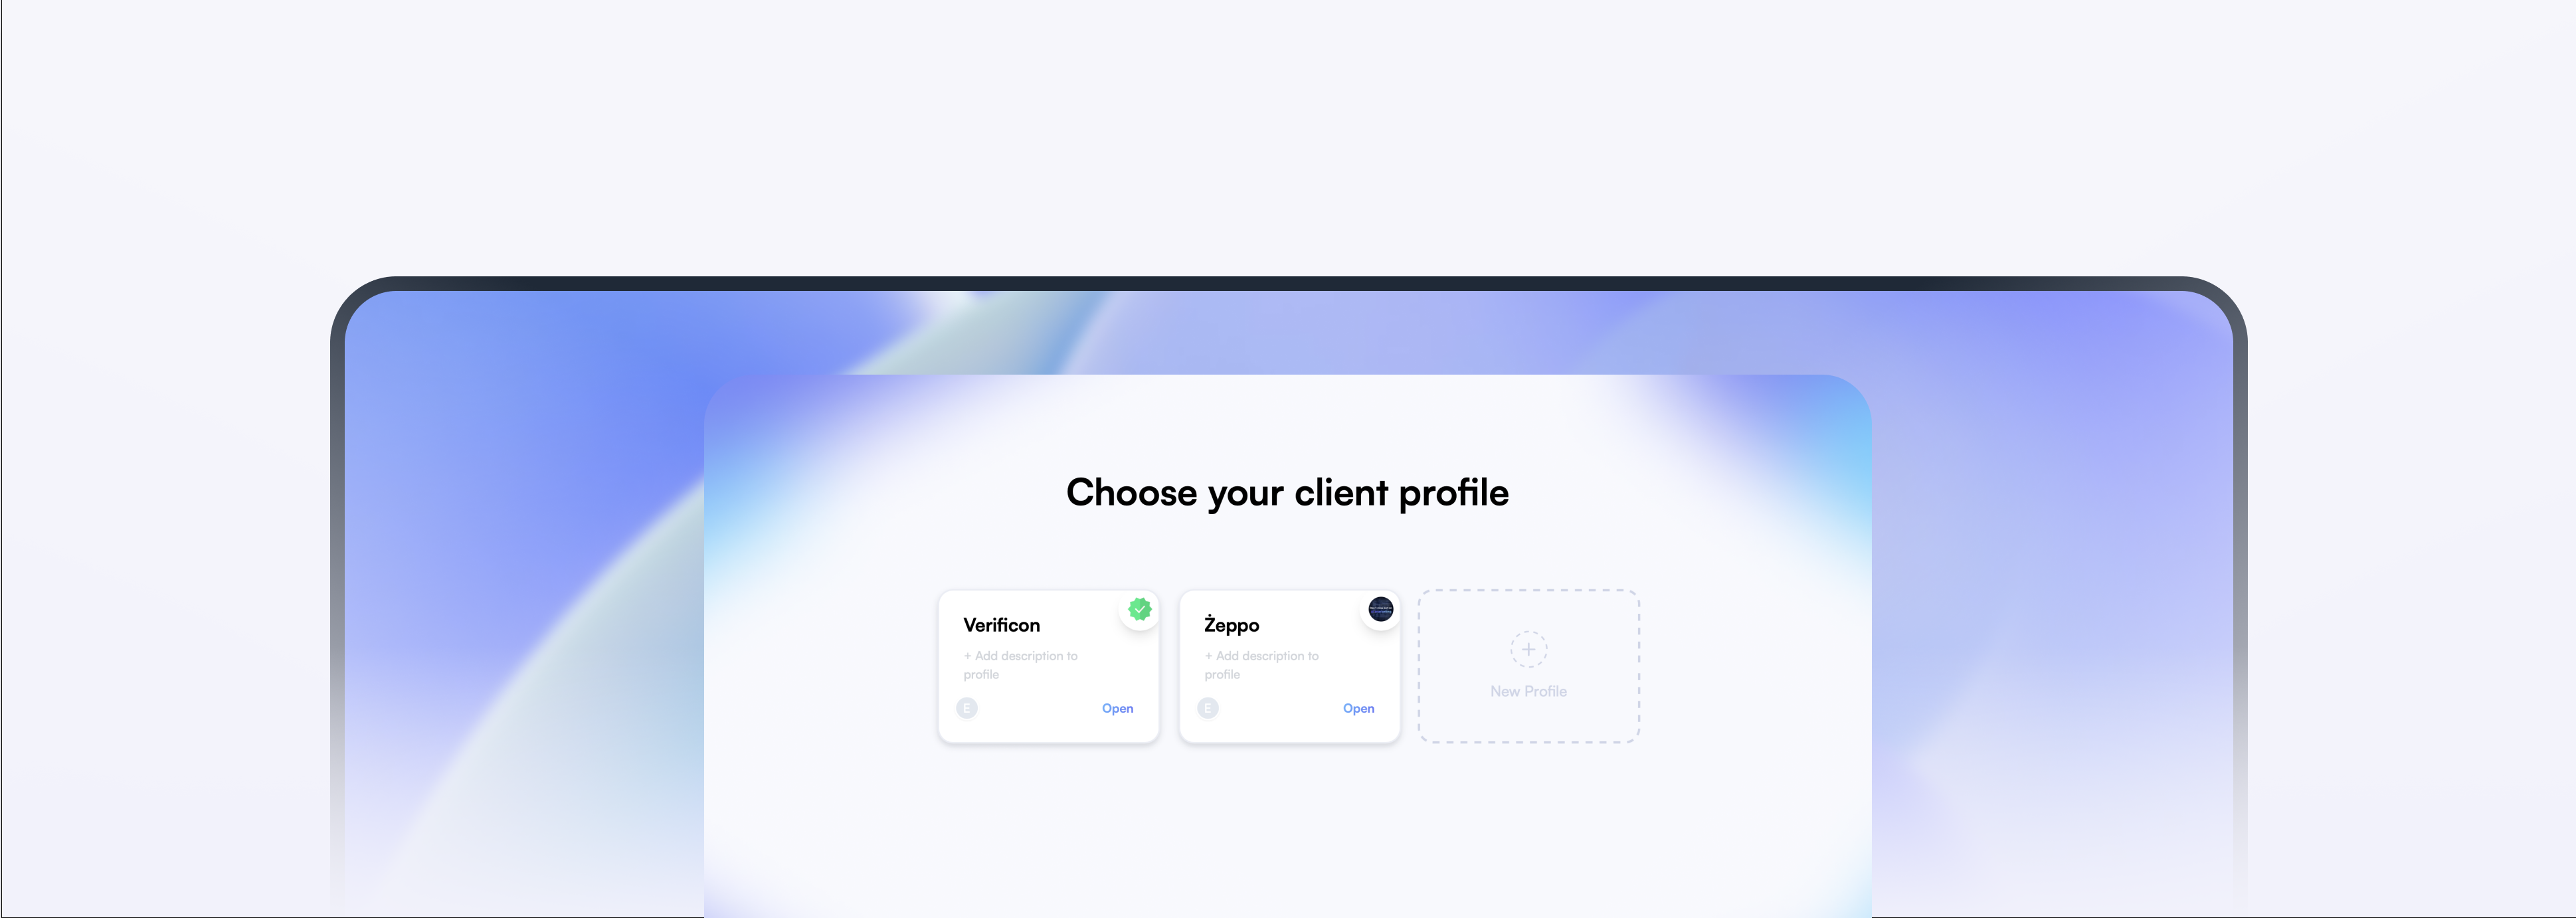 Choose your client profile
Verificon
+ Add description to
profile
E
Open
Żeppo
+ Add description to
profile
E
Open
New Profile